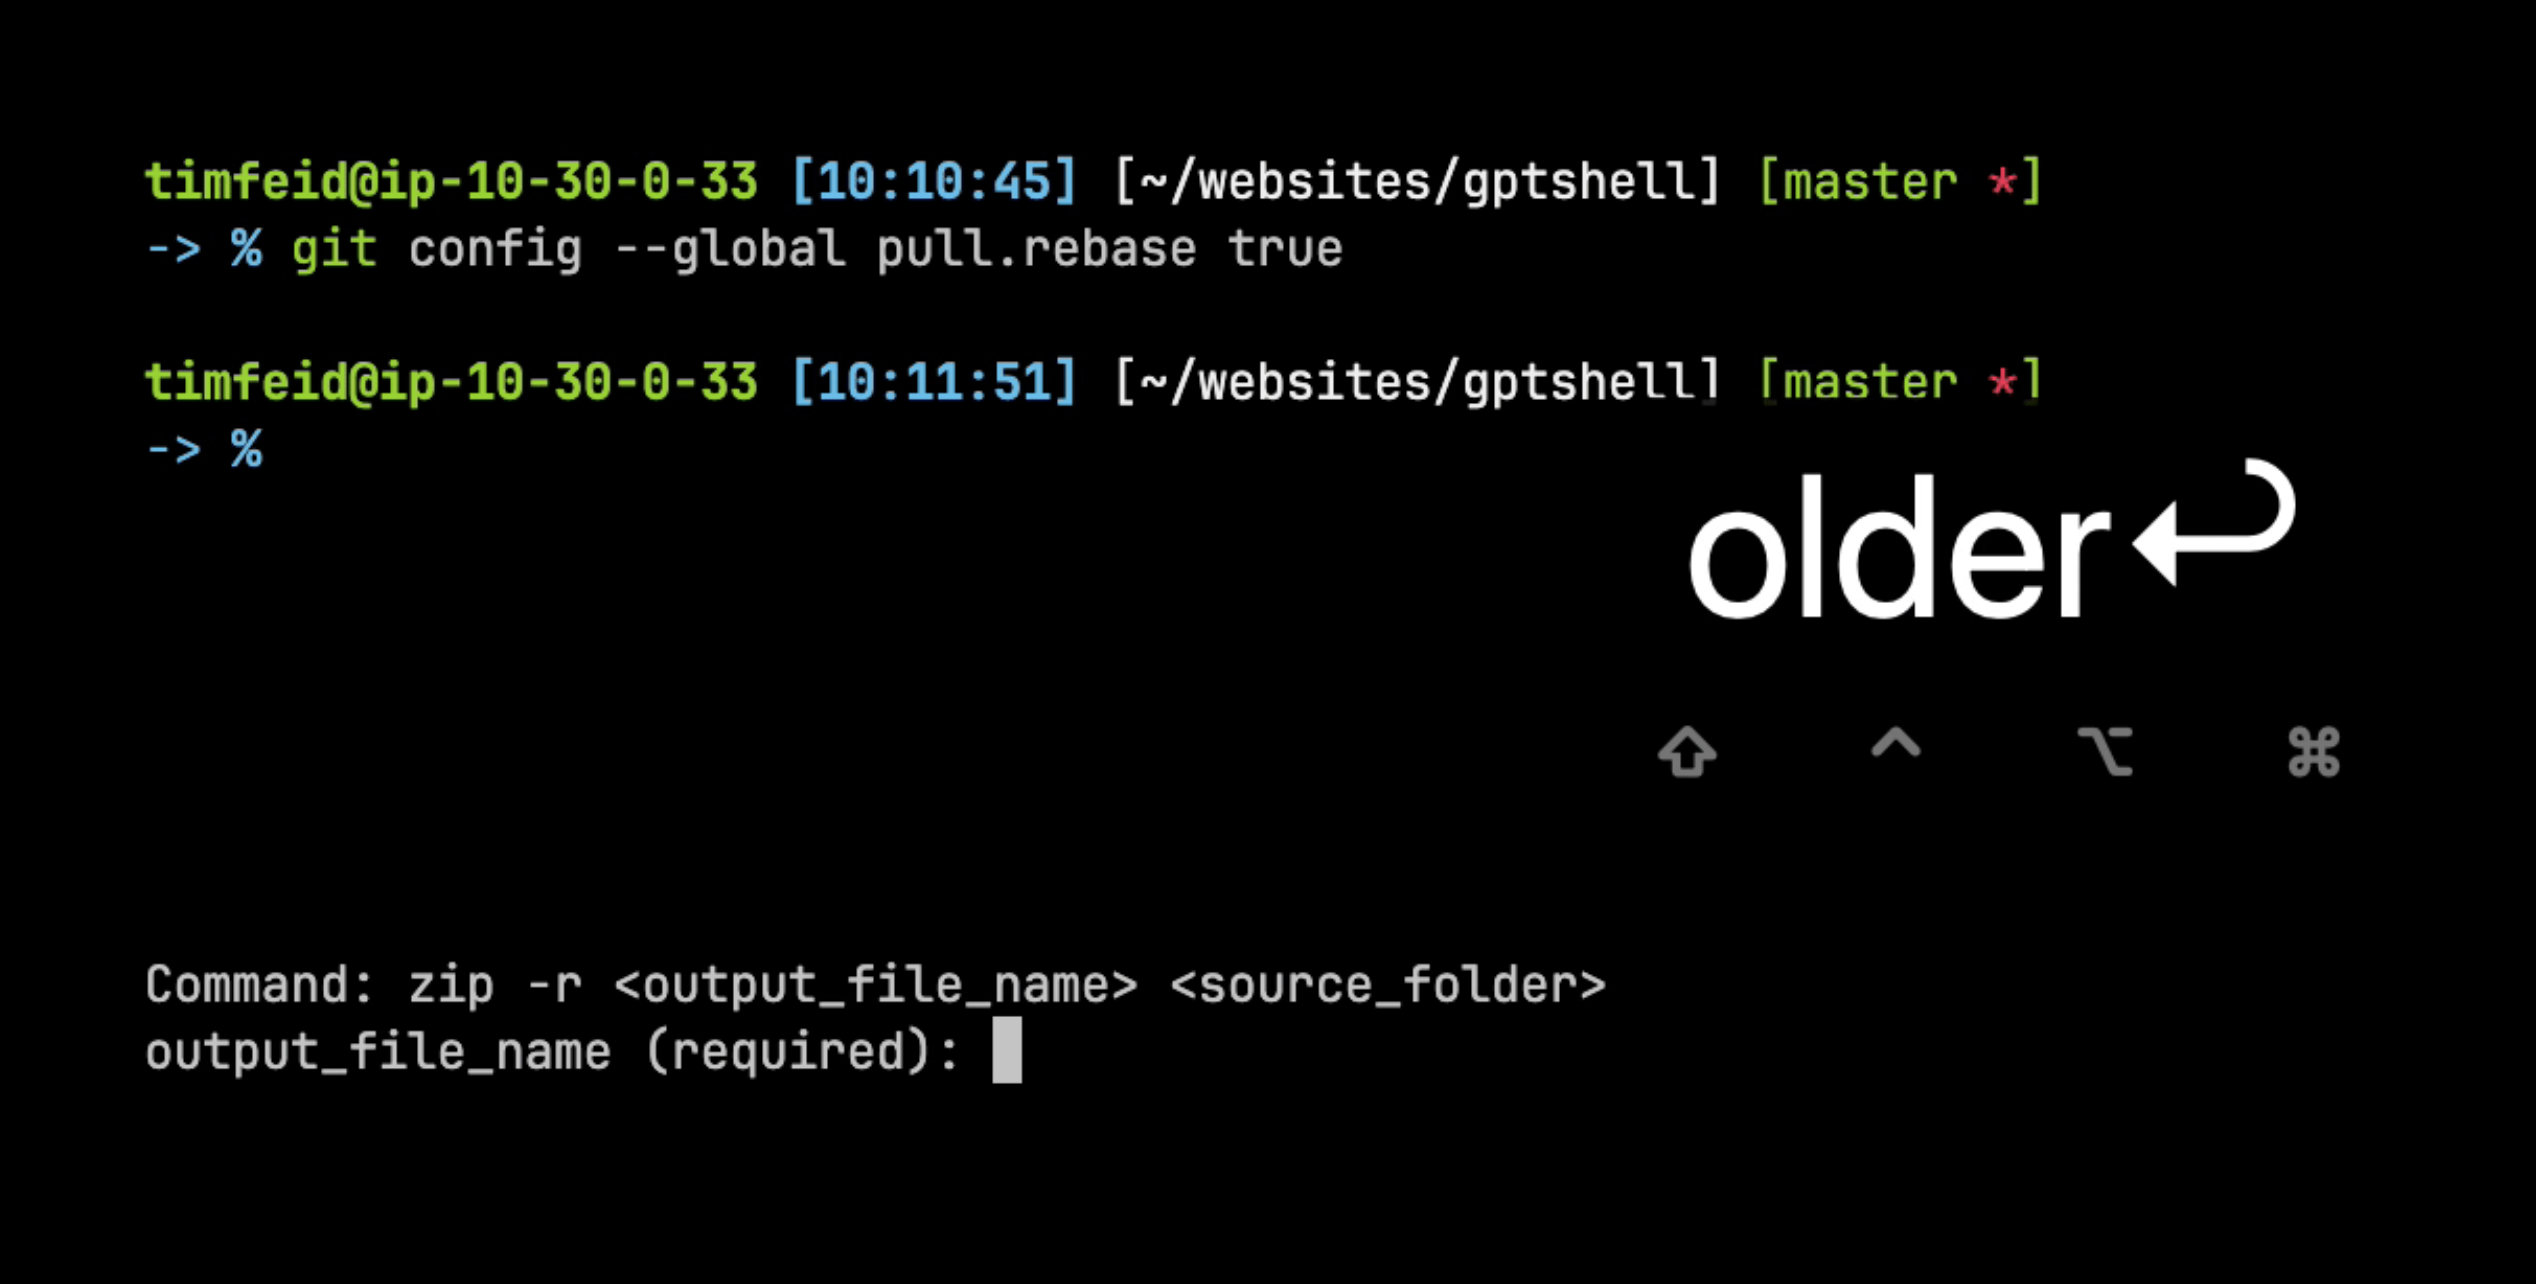 timfeid@ip-10-30-0-33 [10:10:45] [~/websites/gptshell] [master *]
-> % git config --global pull.rebase true
timfeid@ip-10-30-0-33 [10:11:51] [~/websites/gptshell] [master *]
-> %
older↩
⇧ ^ ⌥ ⌘
Command: zip -r <output_file_name> <source_folder>
output_file_name (required):